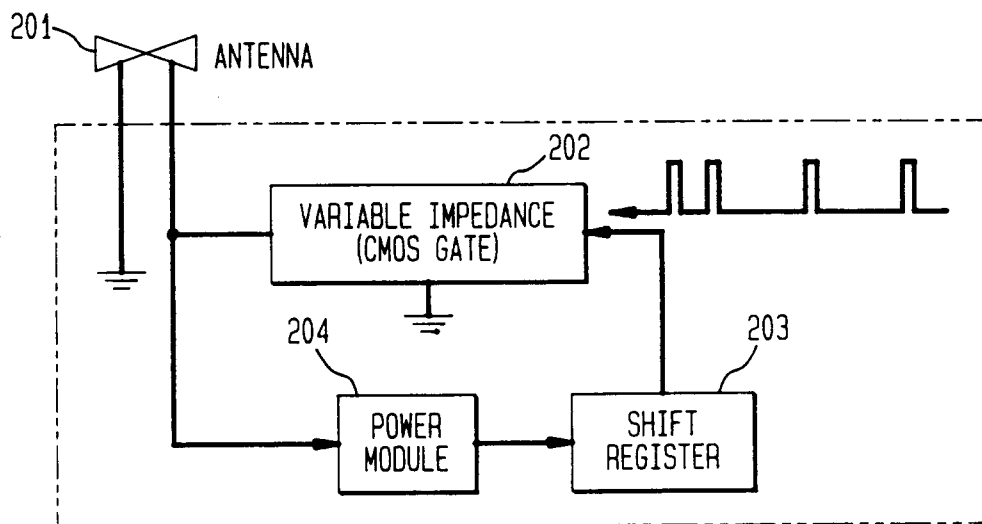 201
ANTENNA
202
VARIABLE IMPEDANCE
(CMOS GATE)
204
203
POWER
MODULE
SHIFT
REGISTER